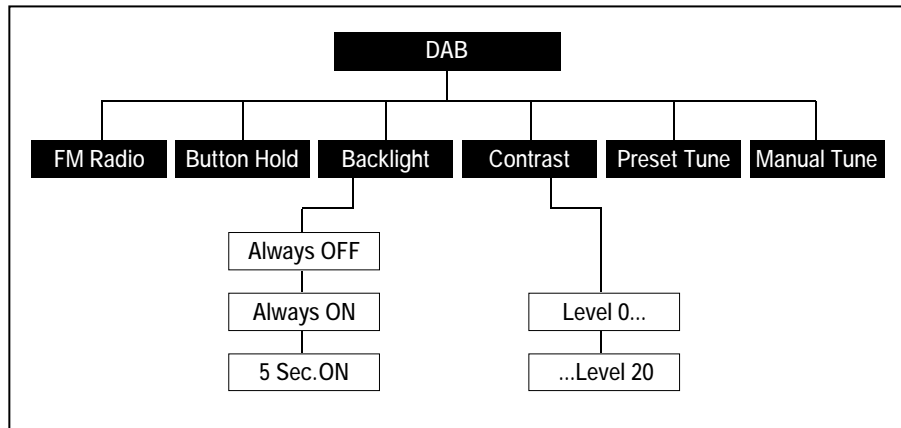 DAB
FM Radio
Button Hold
Backlight
Contrast
Preset Tune
Manual Tune
Always OFF
Always ON
Level 0...
5 Sec.ON
...Level 20